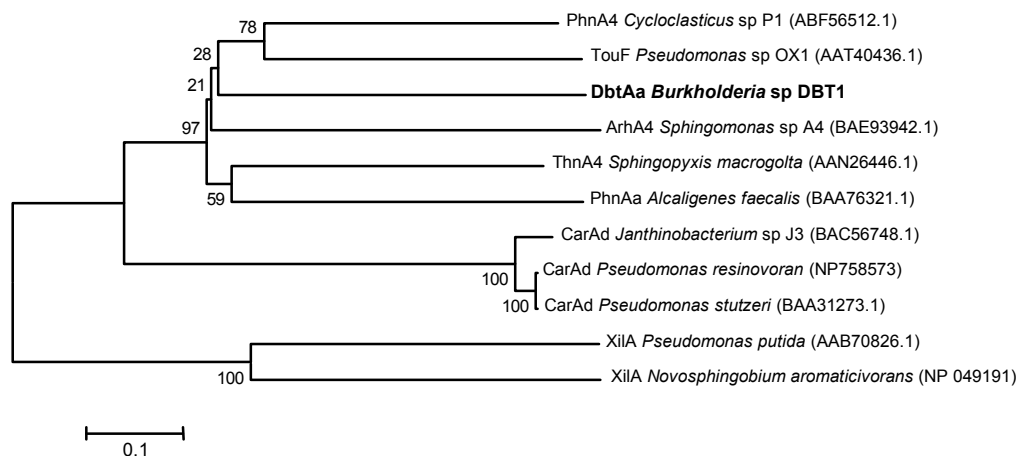 78
PhnA4 Cycloclasticus sp P1 (ABF56512.1)
28
TouF Pseudomonas sp OX1 (AAT40436.1)
21
DbtAa Burkholderia sp DBT1
97
ArhA4 Sphingomonas sp A4 (BAE93942.1)
ThnA4 Sphingopyxis macrogolta (AAN26446.1)
59
PhnAa Alcaligenes faecalis (BAA76321.1)
CarAd Janthinobacterium sp J3 (BAC56748.1)
100
CarAd Pseudomonas resinovoran (NP758573)
100
CarAd Pseudomonas stutzeri (BAA31273.1)
XilA Pseudomonas putida (AAB70826.1)
100
XilA Novosphingobium aromaticivorans (NP 049191)
0.1